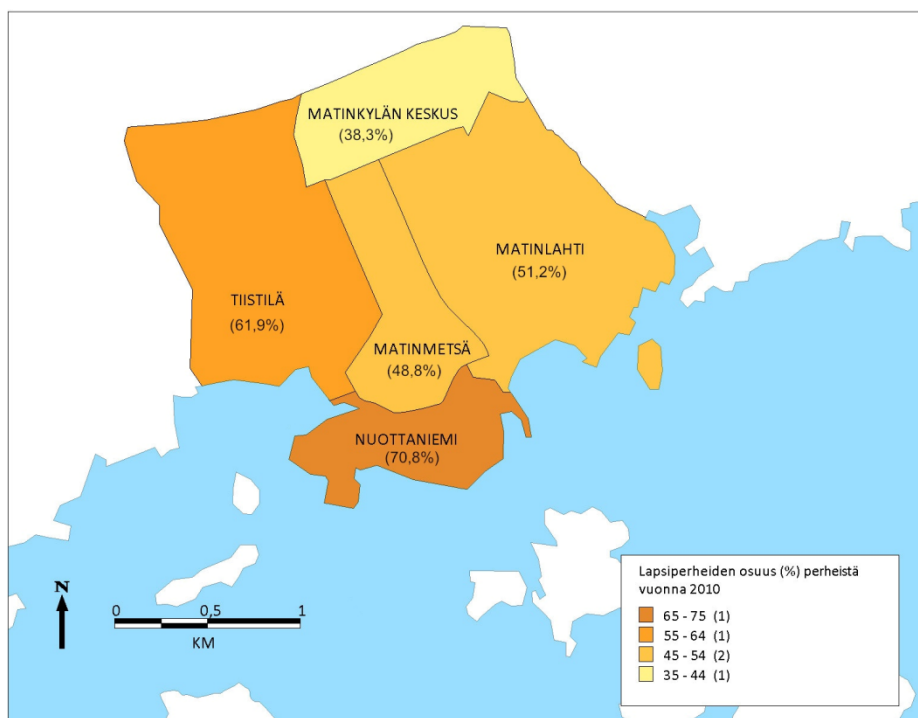 MATINKYLÄN KESKUS
(38,3%)
MATINLAHTI
(51,2%)
TIISTILÄ
(61,9%)
MATINMETSÄ
(48,8%)
NUOTTANIEMI
(70,8%)
N
0 0,5 1
KM
Lapsiperheiden osuus (%) perheistä
vuonna 2010
65 - 75 (1)
55 - 64 (1)
45 - 54 (2)
35 - 44 (1)